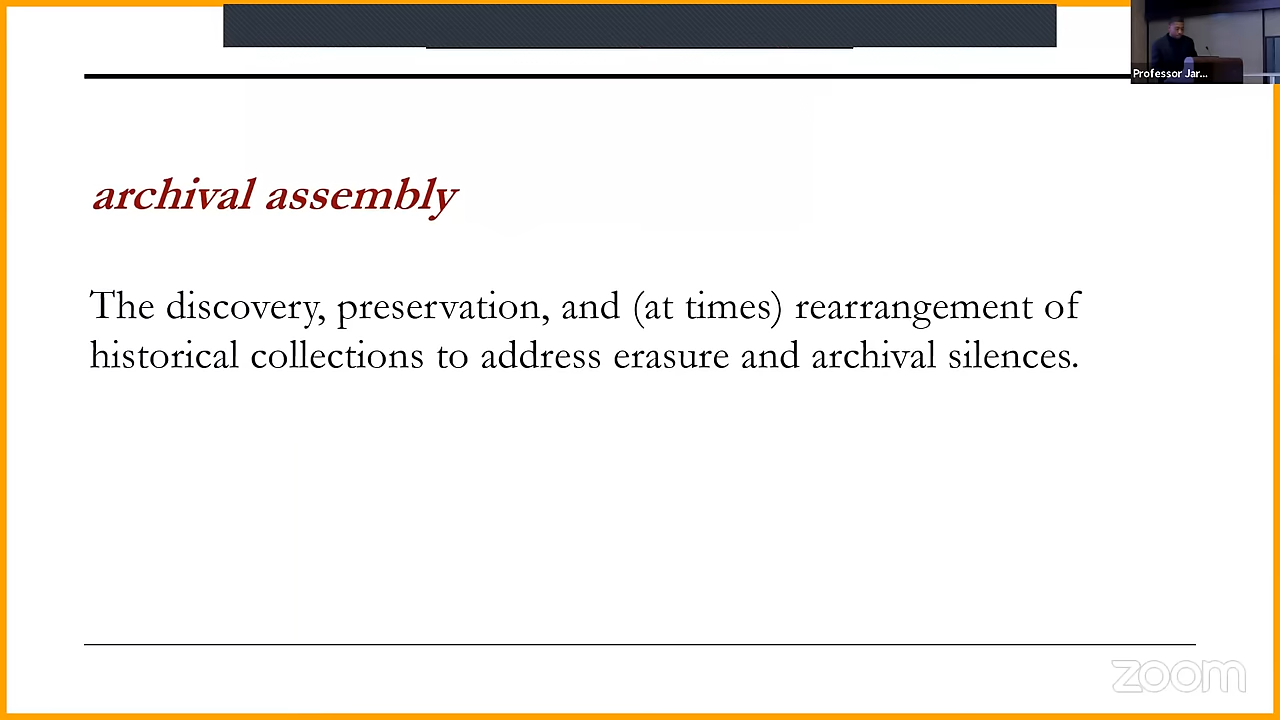 Professor Jar...
archival assembly
The discovery, preservation, and (at times) rearrangement of
historical collections to address erasure and archival silences.
zoom